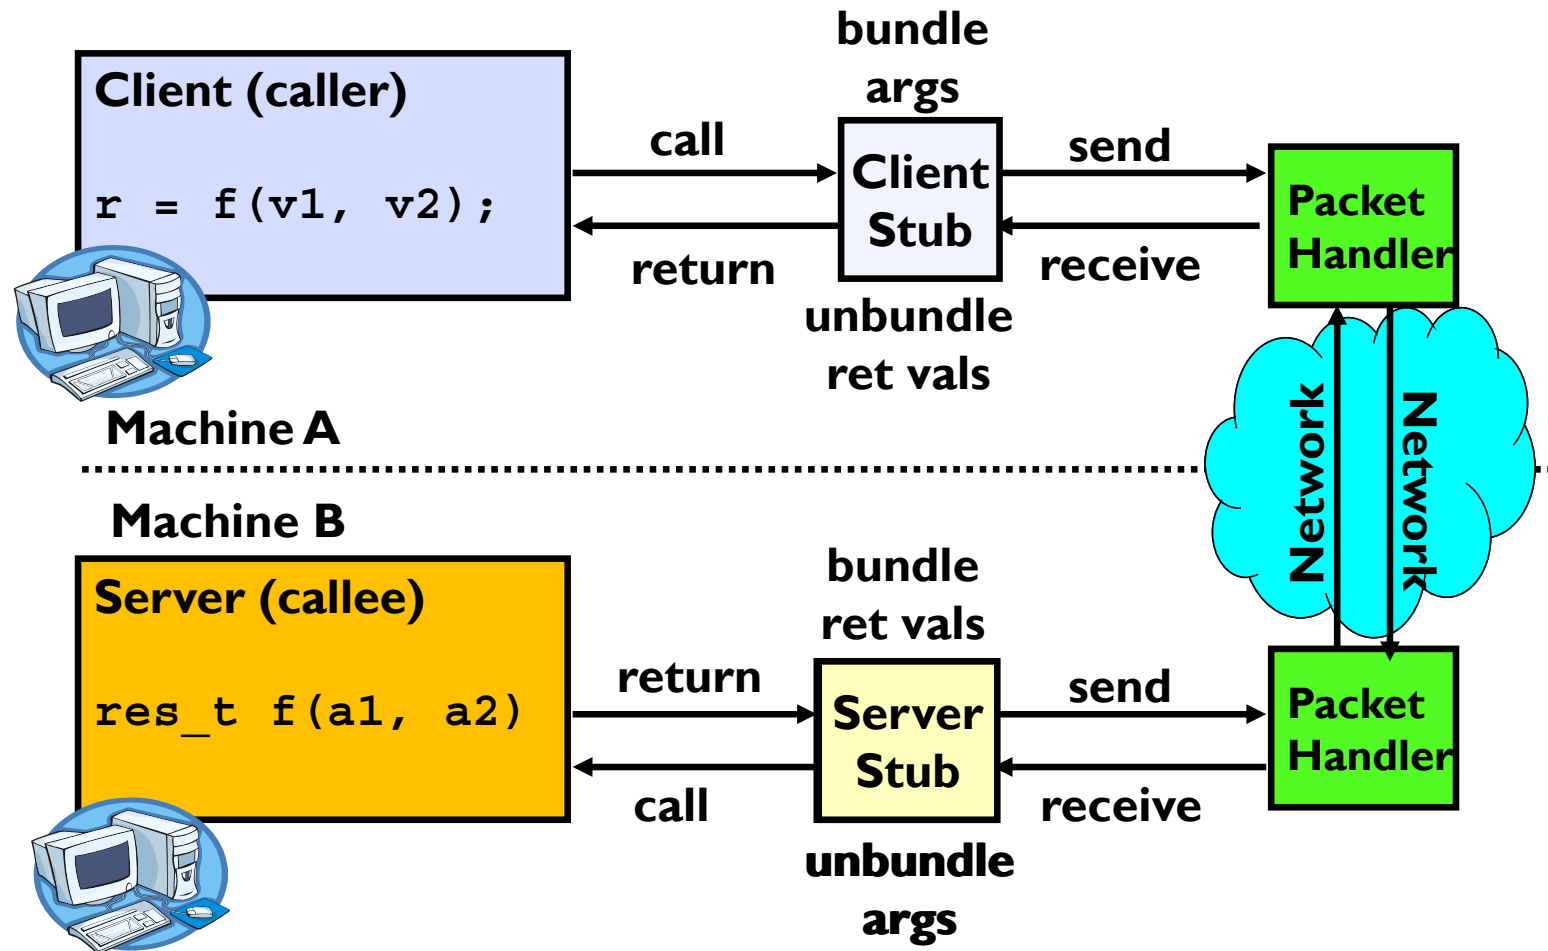 bundle
args
Client (caller)
r = f(v1, v2);
call
Client
Stub
send
Packet
Handler
return
receive
unbundle
ret vals
Machine A
Network
Network
Machine B
Server (callee)
res_t f(a1, a2)
bundle
ret vals
return
Server
Stub
send
Packet
Handler
call
receive
unbundle
args